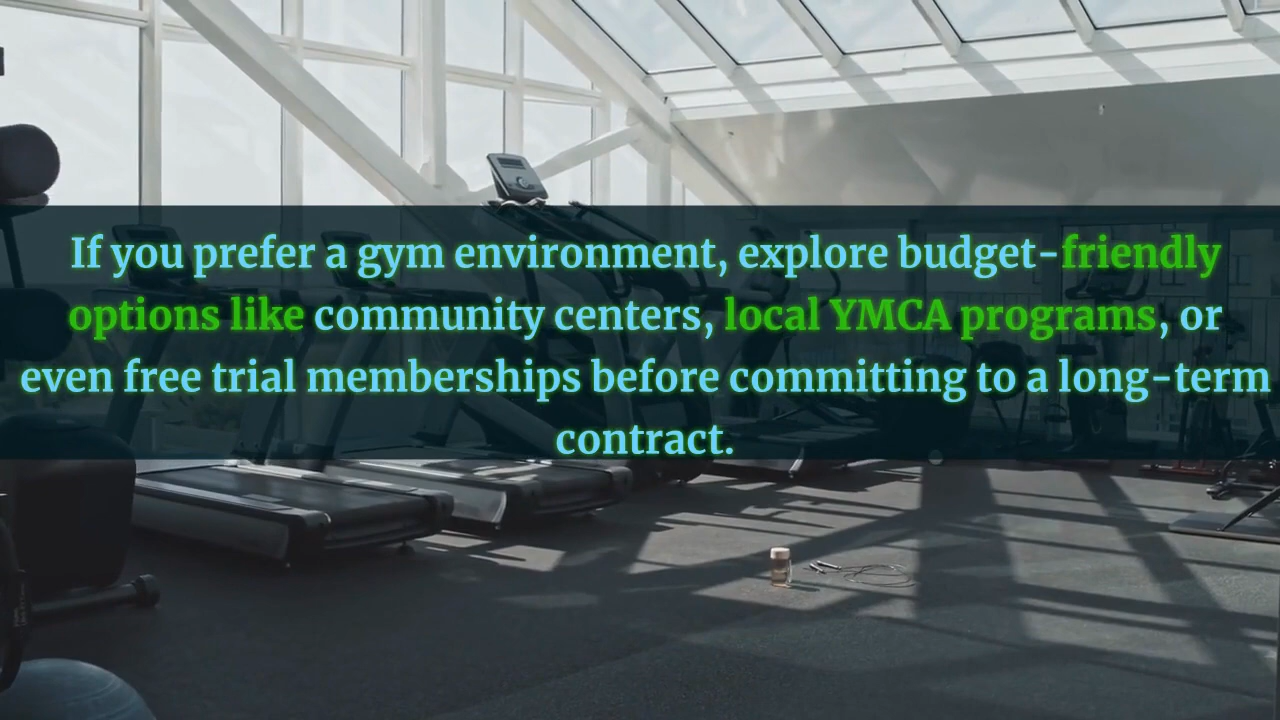 If you prefer a gym environment, explore budget-friendly
options like community centers, local YMCA programs, or
even free trial memberships before committing to a long-term
contract.